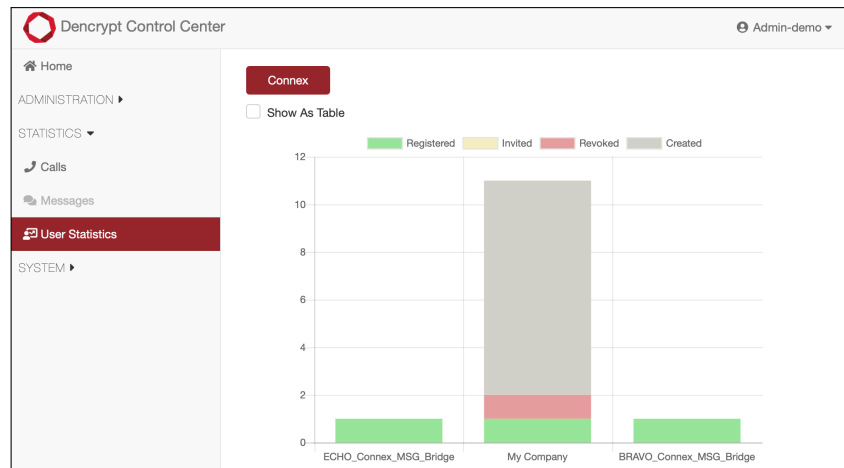 Dencrypt Control Center
Admin-demo
Home
ADMINISTRATION
STATISTICS
Calls
Messages
User Statistics
SYSTEM
Connex
Show As Table
Registered Invited Revoked Created
12
10
8
6
4
2
0
ECHO_Connex_MSG_Bridge My Company BRAVO_Connex_MSG_Bridge